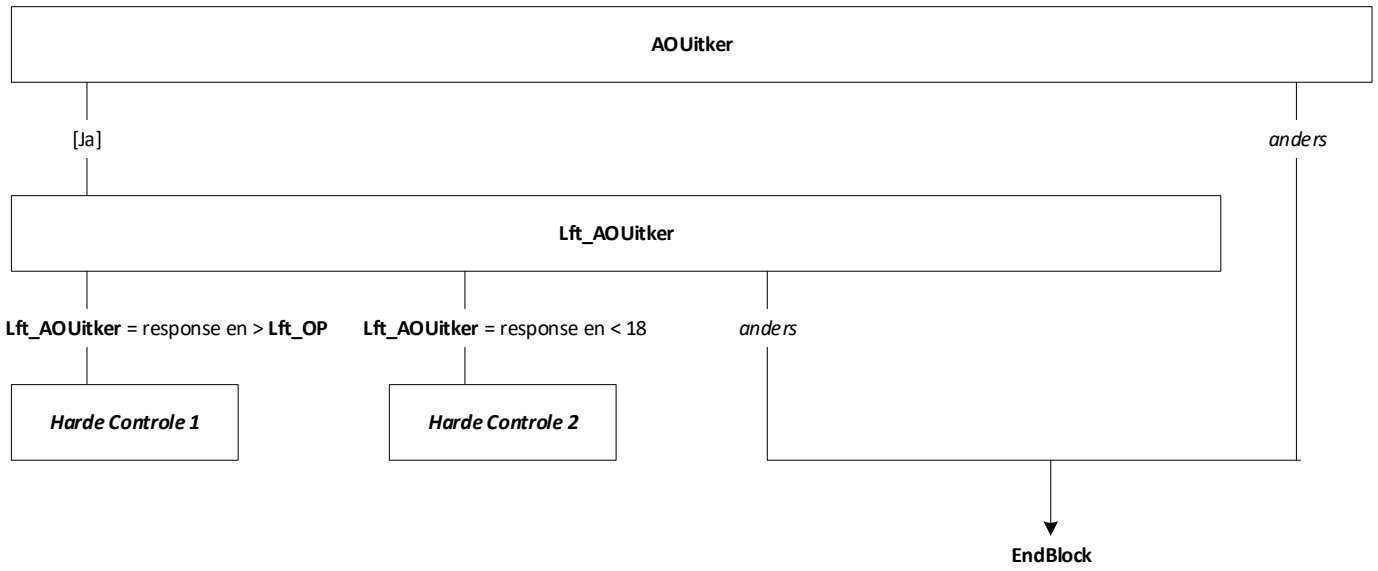 AOUitker
[Ja]
anders
Lft_AOUitker
Lft_AOUitker = response en > Lft_OP
Lft_AOUitker = response en < 18
anders
Harde Controle 1
Harde Controle 2
EndBlock